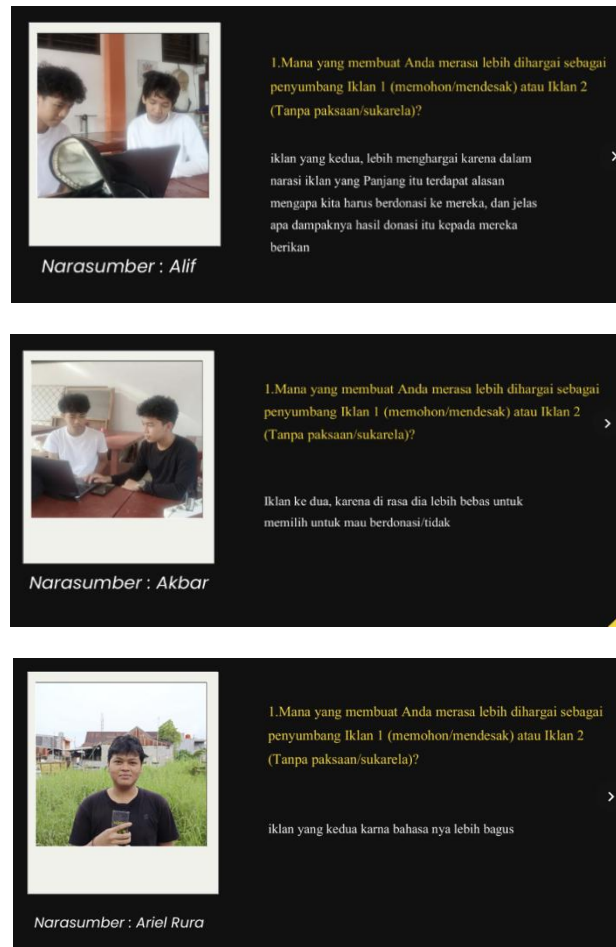 1.Mana yang membuat Anda merasa lebih dihargai sebagai
penyumbang Iklan 1 (memohon/mendesak) atau Iklan 2
(Tanpa paksaan/sukarela)?
iklan yang kedua, lebih menghargai karena dalam
narasi iklan yang Panjang itu terdapat alasan
mengapa kita harus berdonasi ke mereka, dan jelas
apa dampaknya hasil donasi itu kepada mereka
berikan
Narasumber : Alif
1.Mana yang membuat Anda merasa lebih dihargai sebagai
penyumbang Iklan 1 (memohon/mendesak) atau Iklan 2
(Tanpa paksaan/sukarela)?
Iklan ke dua, karena di rasa dia lebih bebas untuk
memilih untuk mau berdonasi/tidak
Narasumber : Akbar
1.Mana yang membuat Anda merasa lebih dihargai sebagai
penyumbang Iklan 1 (memohon/mendesak) atau Iklan 2
(Tanpa paksaan/sukarela)?
iklan yang kedua karna bahasa nya lebih bagus
Narasumber : Ariel Rura